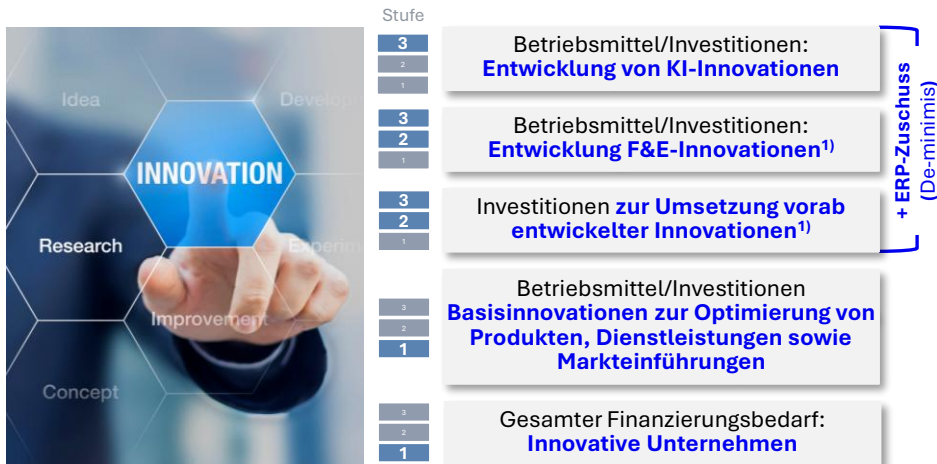 Stufe
3
2
1
Betriebsmittel/Investitionen:
Entwicklung von KI-Innovationen
3
2
1
Betriebsmittel/Investitionen:
Entwicklung F&E-Innovationen¹⁾
3
2
1
Investitionen zur Umsetzung vorab
entwickelter Innovationen¹⁾
+ ERP-Zuschuss
(De-minimis)
3
2
1
Betriebsmittel/Investitionen
Basisinnovationen zur Optimierung von
Produkten, Dienstleistungen sowie
Markteinführungen
3
2
1
Gesamter Finanzierungsbedarf:
Innovative Unternehmen
Idea
INNOVATION
Research
Improvement
Concept